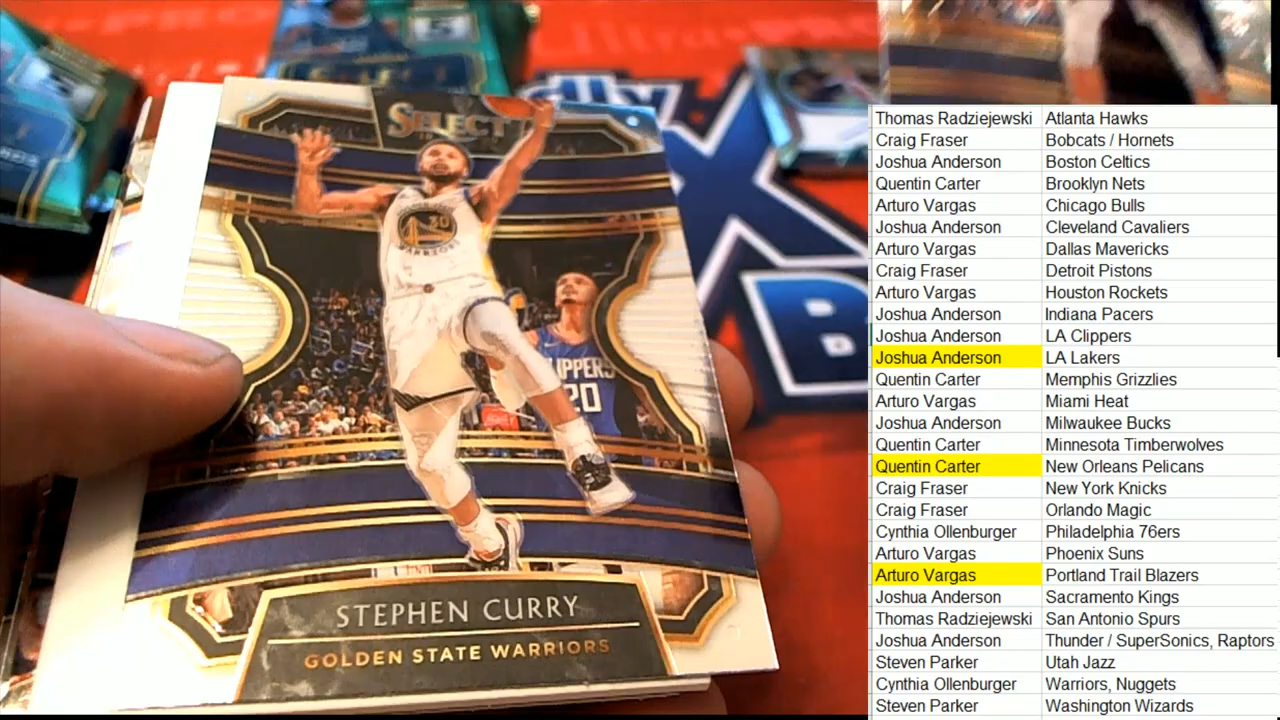 5
SELECT
30
WARRIORS
CLIPPERS
20
STEPHEN CURRY
GOLDEN STATE WARRIORS
Thomas Radziejewski Atlanta Hawks
Craig Fraser Bobcats / Hornets
Joshua Anderson Boston Celtics
Quentin Carter Brooklyn Nets
Arturo Vargas Chicago Bulls
Joshua Anderson Cleveland Cavaliers
Arturo Vargas Dallas Mavericks
Craig Fraser Detroit Pistons
Arturo Vargas Houston Rockets
Joshua Anderson Indiana Pacers
Joshua Anderson LA Clippers
Joshua Anderson LA Lakers
Quentin Carter Memphis Grizzlies
Arturo Vargas Miami Heat
Joshua Anderson Milwaukee Bucks
Quentin Carter Minnesota Timberwolves
Quentin Carter New Orleans Pelicans
Craig Fraser New York Knicks
Craig Fraser Orlando Magic
Cynthia Ollenburger Philadelphia 76ers
Arturo Vargas Phoenix Suns
Arturo Vargas Portland Trail Blazers
Joshua Anderson Sacramento Kings
Thomas Radziejewski San Antonio Spurs
Joshua Anderson Thunder / SuperSonics, Raptors
Steven Parker Utah Jazz
Cynthia Ollenburger Warriors, Nuggets
Steven Parker Washington Wizards